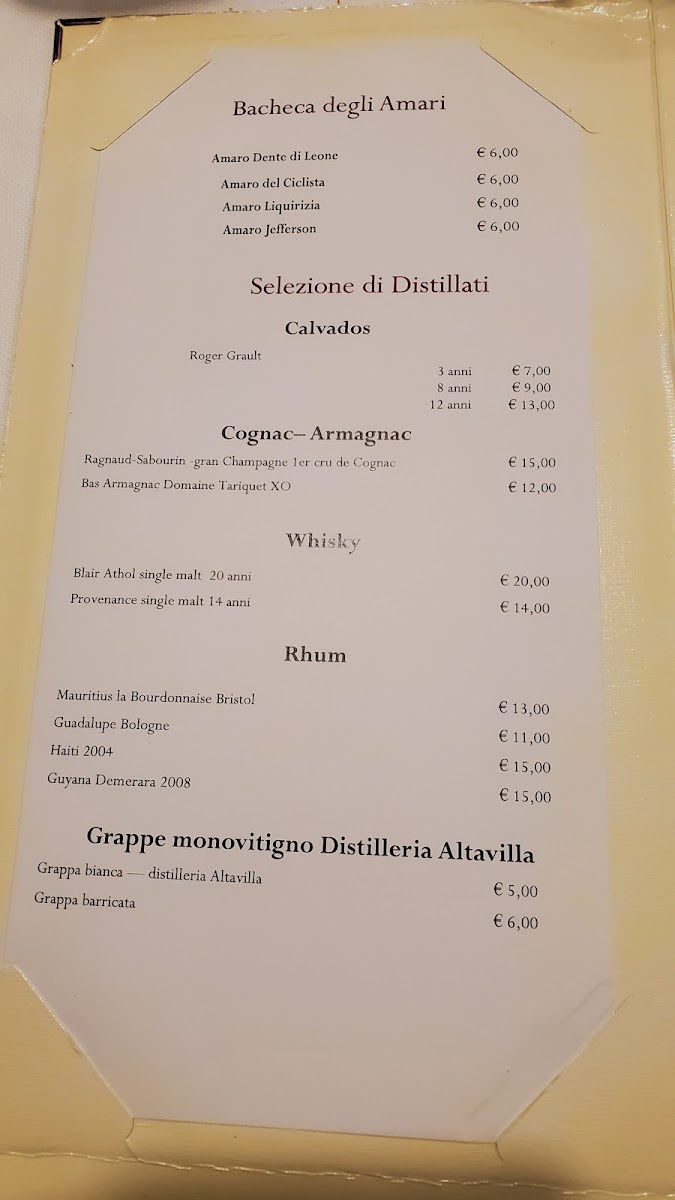 Bacheca degli Amari
Amaro Dente di Leone € 6,00
Amaro del Ciclista € 6,00
Amaro Liquirizia € 6,00
Amaro Jefferson € 6,00
Selezione di Distillati
Calvados
Roger Grault
3 anni € 7,00
8 anni € 9,00
12 anni € 13,00
Cognac– Armagnac
Ragnaud-Sabourin -gran Champagne 1er cru de Cognac € 15,00
Bas Armagnac Domaine Tariquet XO € 12,00
Whisky
Blair Athol single malt 20 anni € 20,00
Provenance single malt 14 anni € 14,00
Rhum
Mauritius la Bourdonnaise Bristol € 13,00
Guadalupe Bologne € 11,00
Haiti 2004 € 15,00
Guyana Demerara 2008 € 15,00
Grappe monovitigno Distilleria Altavilla
Grappa bianca — distilleria Altavilla € 5,00
Grappa barricata € 6,00